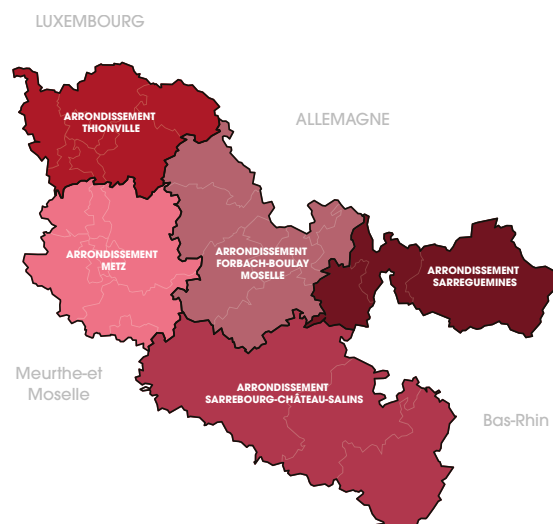 LUXEMBOURG
ARRONDISSEMENT
THIONVILLE
ALLEMAGNE
ARRONDISSEMENT
METZ
ARRONDISSEMENT
FORBACH-BOULAY
MOSELLE
ARRONDISSEMENT
SARREGUEMINES
Meurthe-et
Moselle
ARRONDISSEMENT
SARREBOURG-CHÂTEAU-SALINS
Bas-Rhin